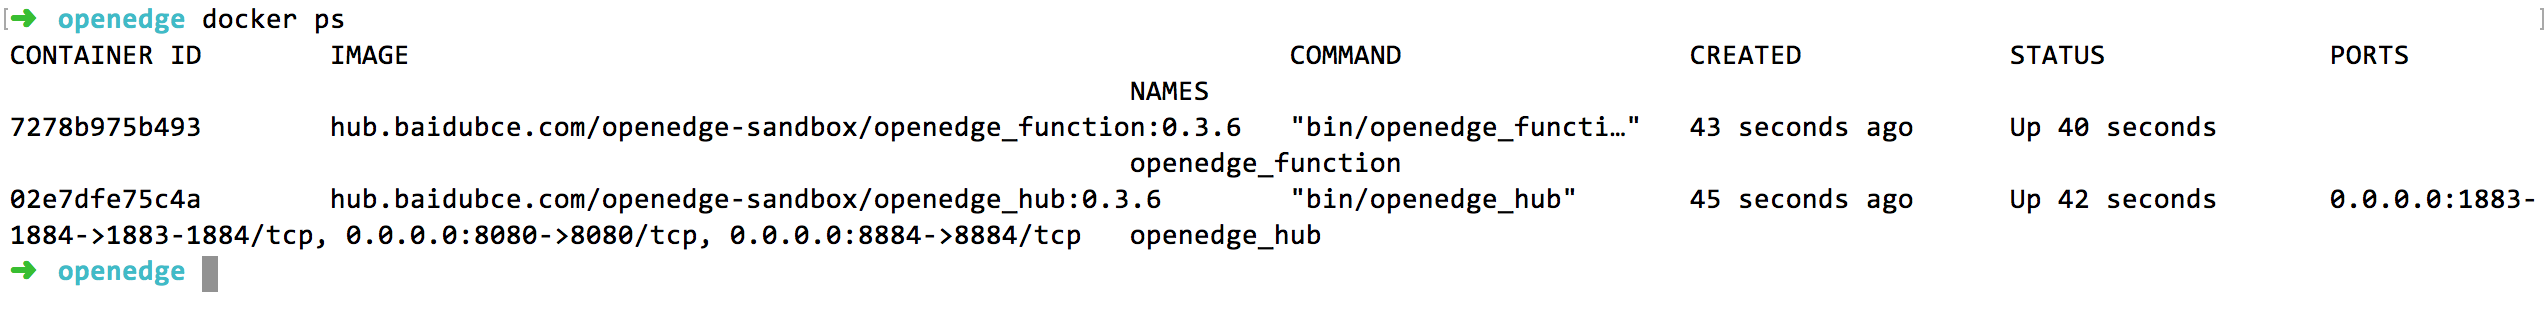 [➜ openedge docker ps ]
CONTAINER ID IMAGE COMMAND CREATED STATUS PORTS
NAMES
7278b975b493 hub.baidubce.com/openedge-sandbox/openedge_function:0.3.6 "bin/openedge_functi…" 43 seconds ago Up 40 seconds
openedge_function
02e7dfe75c4a hub.baidubce.com/openedge-sandbox/openedge_hub:0.3.6 "bin/openedge_hub" 45 seconds ago Up 42 seconds 0.0.0.0:1883-
1884->1883-1884/tcp, 0.0.0.0:8080->8080/tcp, 0.0.0.0:8884->8884/tcp openedge_hub
➜ openedge